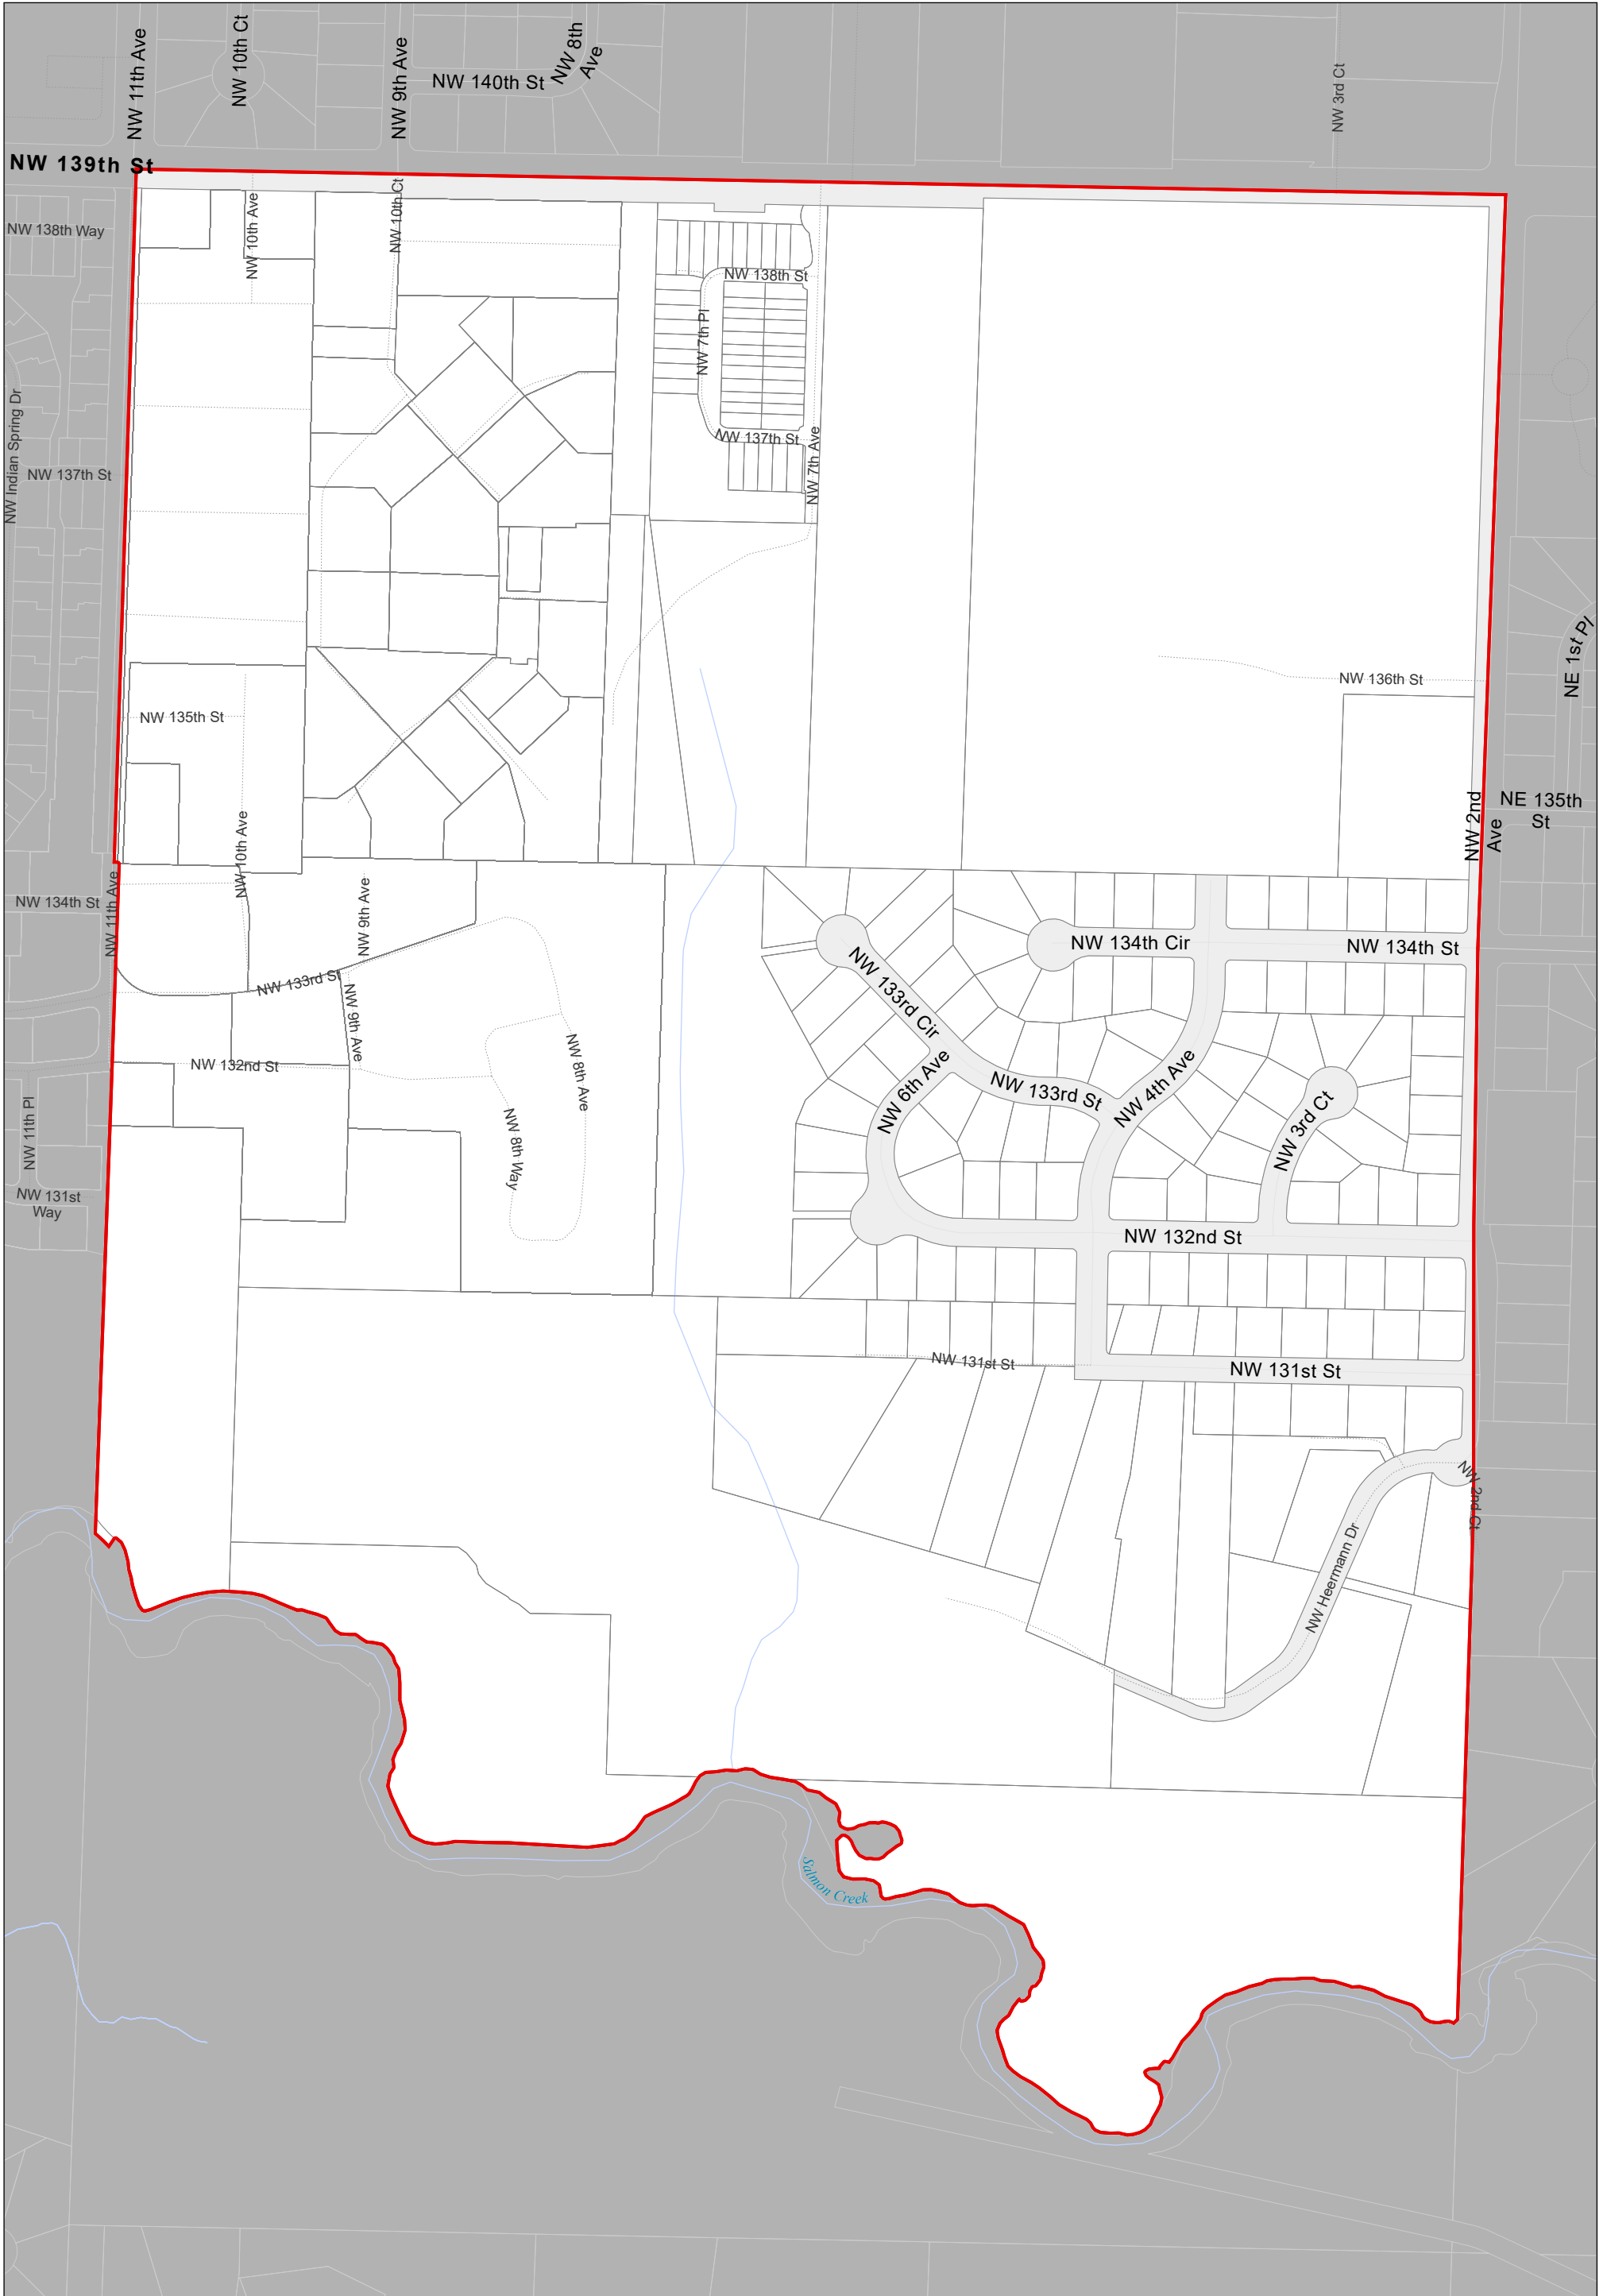 NW 11th Ave
NW 10th Ct
NW 9th Ave
NW 140th St
NW 8th
Ave
NW 3rd Ct
NW 139th St
NW 138th Way
NW 10th Ave
NW 10th Ct
NW 138th St
NW 7th Pl
NW 137th St
NW 7th Ave
NW Indian Spring Dr
NW 137th St
NE 1st Pl
NW 136th St
NW 135th St
NW 2nd
Ave
NE 135th
St
NW 10th Ave
NW 134th St
NW 11th Ave
NW 9th Ave
NW 134th Cir
NW 134th St
NW 133rd Cir
NW 133rd St
NW 9th Ave
NW 132nd St
NW 8th Ave
NW 6th Ave
NW 133rd St
NW 4th Ave
NW 3rd Ct
NW 11th Pl
NW 8th Way
NW 131st
Way
NW 132nd St
NW 131st St
NW 131st St
NW 2nd Ct
NW Heermann Dr
Salmon Creek